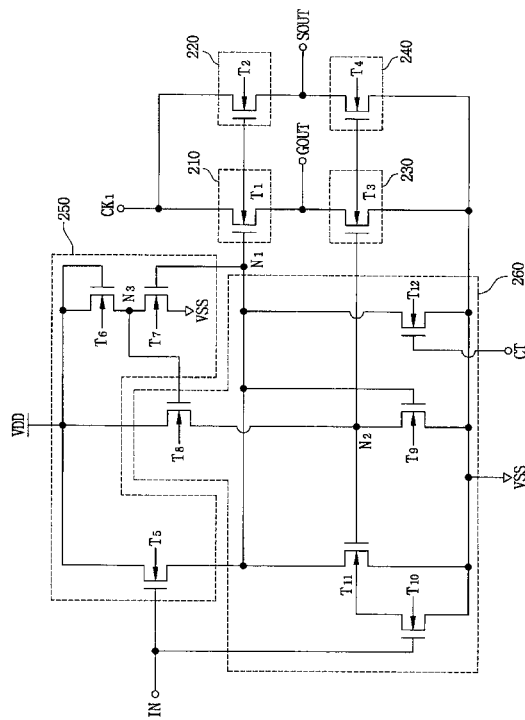 220
T2
SOUT
T4
240
CK1
210
T1
GOUT
T3
230
250
N1
N3
T6
T7
VSS
T12
260
CT
VDD
T8
N2
T9
VSS
T5
T11
T10
IN